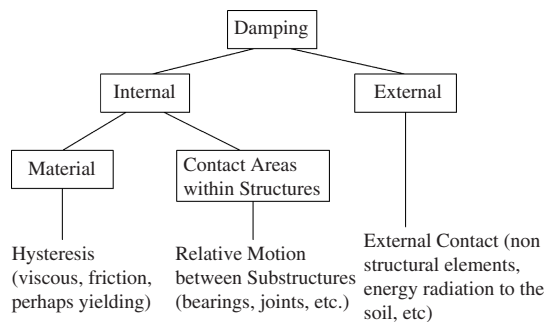 Damping
Internal
External
Material
Contact Areas
within Structures
Hysteresis
(viscous, friction,
perhaps yielding)
Relative Motion
between Substructures
(bearings, joints, etc.)
External Contact (non
structural elements,
energy radiation to the
soil, etc)